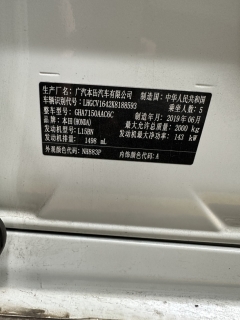 生产厂名：广汽本田汽车有限公司 制造国：中华人民共和国
车辆识别代号：LHGCV1642K8188593 乘坐人数：5
整车型号：GHA7150AAC6C 制造年月：2019年06月
品牌：本田(HONDA) 最大允许总质量：2000 kg
发动机型号：L15BN 发动机最大净功率：143 kW
发动机排量：1498 mL
外观颜色代码：NH883P 内饰颜色代码：A